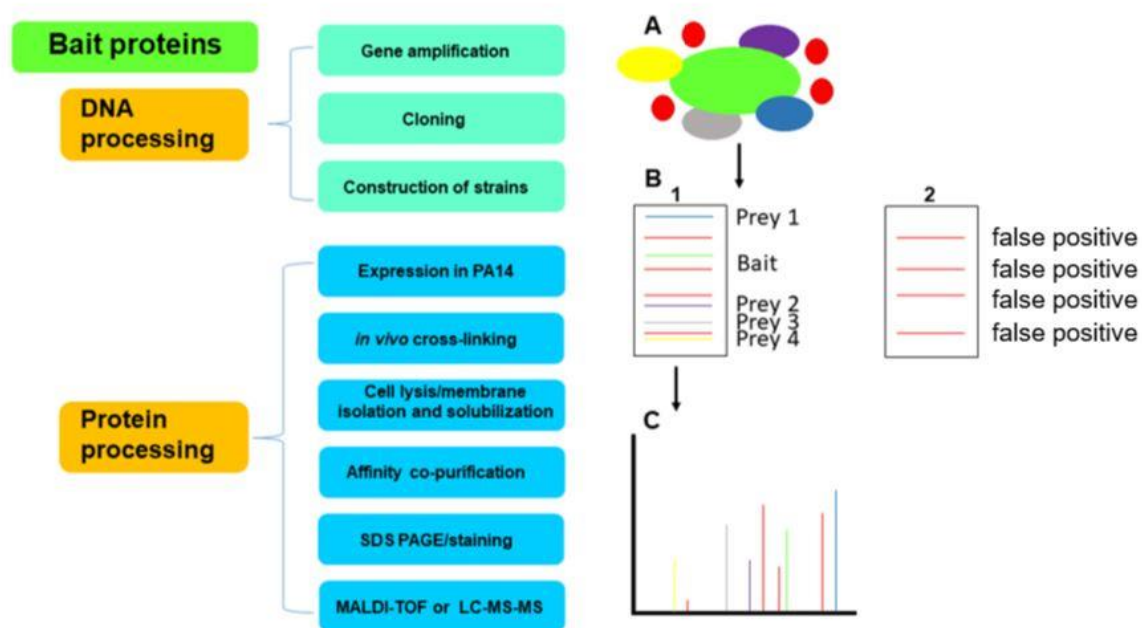 Bait proteins
DNA
processing
Gene amplification
Cloning
Construction of strains
Protein
processing
Expression in PA14
in vivo cross-linking
Cell lysis/membrane
isolation and solubilization
Affinity co-purification
SDS PAGE/staining
MALDI-TOF or LC-MS-MS
A
B
1
Prey 1
Bait
Prey 2
Prey 3
Prey 4
2
false positive
false positive
false positive
false positive
C